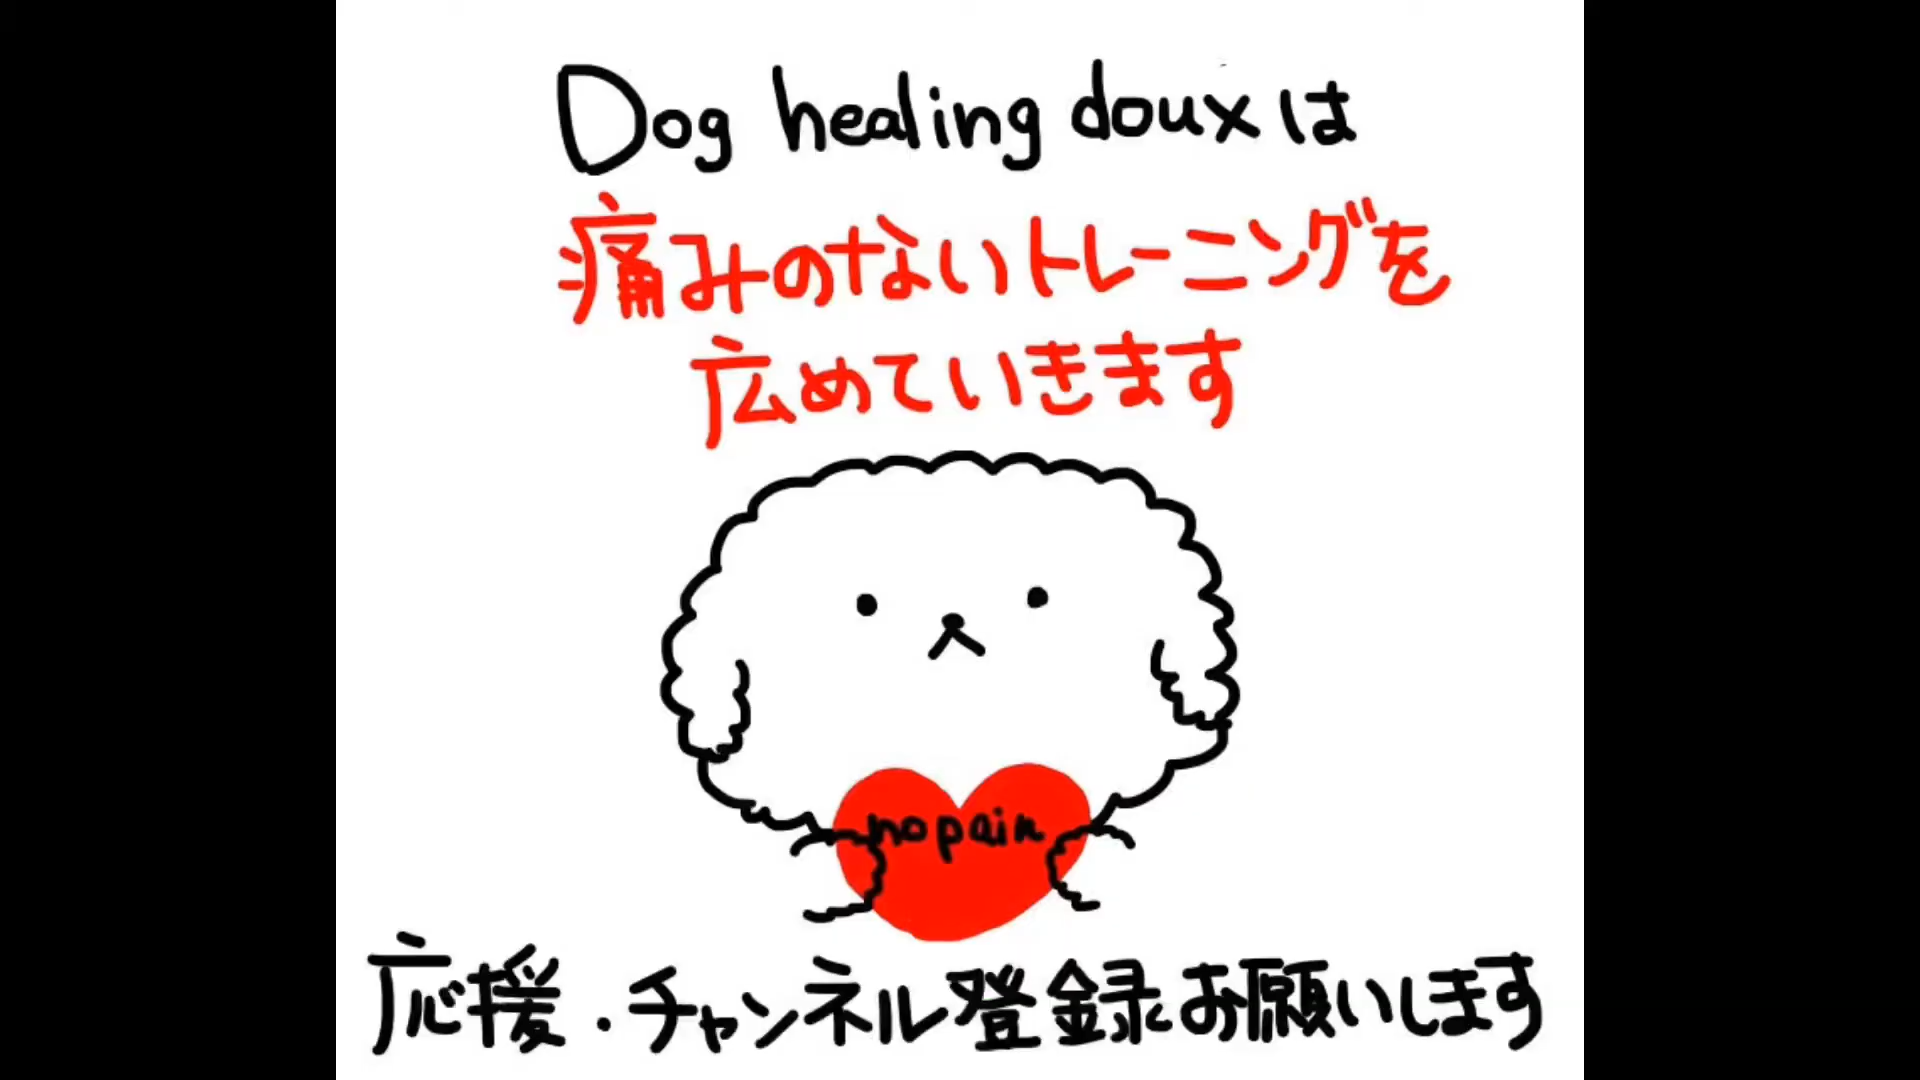 Dog healing douxは
痛みのないトレーニングを
広めていきます
no pain
応援・チャンネル登録お願いします